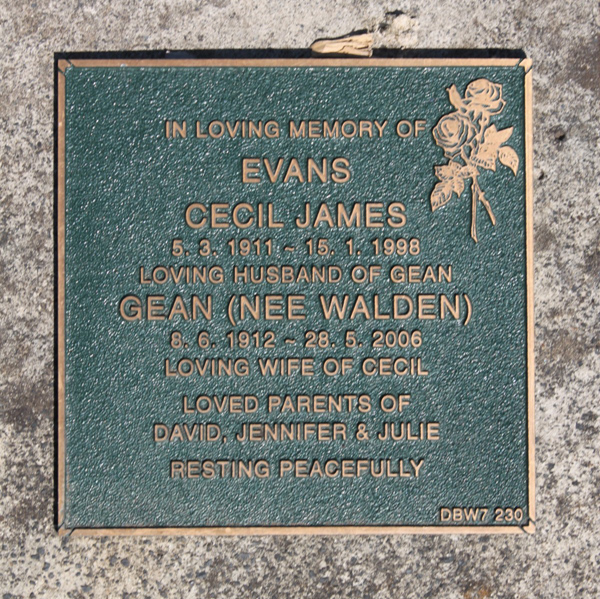 IN LOVING MEMORY OF
EVANS
CECIL JAMES
5. 3. 1911 ~ 15. 1. 1998
LOVING HUSBAND OF GEAN
GEAN (NEE WALDEN)
8. 6. 1912 ~ 28. 5. 2006
LOVING WIFE OF CECIL
LOVED PARENTS OF
DAVID, JENNIFER & JULIE
RESTING PEACEFULLY
DBW7 230